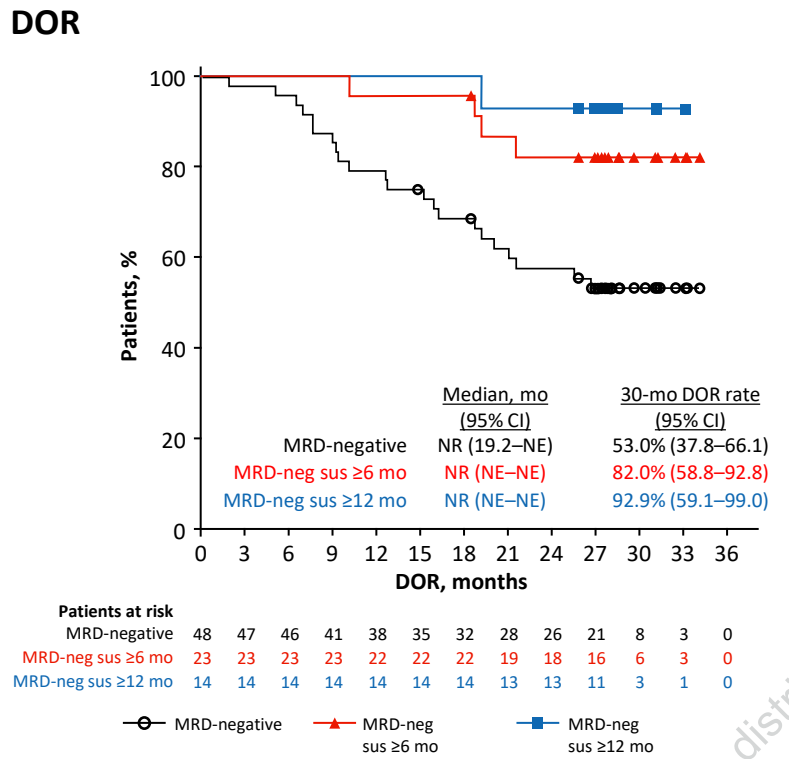 DOR
100
80
60
40
20
0
Patients, %
Median, mo 30-mo DOR rate
(95% CI) (95% CI)
MRD-negative NR (19.2–NE) 53.0% (37.8–66.1)
MRD-neg sus ≥6 mo NR (NE–NE) 82.0% (58.8–92.8)
MRD-neg sus ≥12 mo NR (NE–NE) 92.9% (59.1–99.0)
0 3 6 9 12 15 18 21 24 27 30 33 36
DOR, months
Patients at risk
MRD-negative 48 47 46 41 38 35 32 28 26 21 8 3 0
MRD-neg sus ≥6 mo 23 23 23 23 22 22 22 19 18 16 6 3 0
MRD-neg sus ≥12 mo 14 14 14 14 14 14 14 13 13 11 3 1 0
MRD-negative MRD-neg MRD-neg
sus ≥6 mo sus ≥12 mo
distri